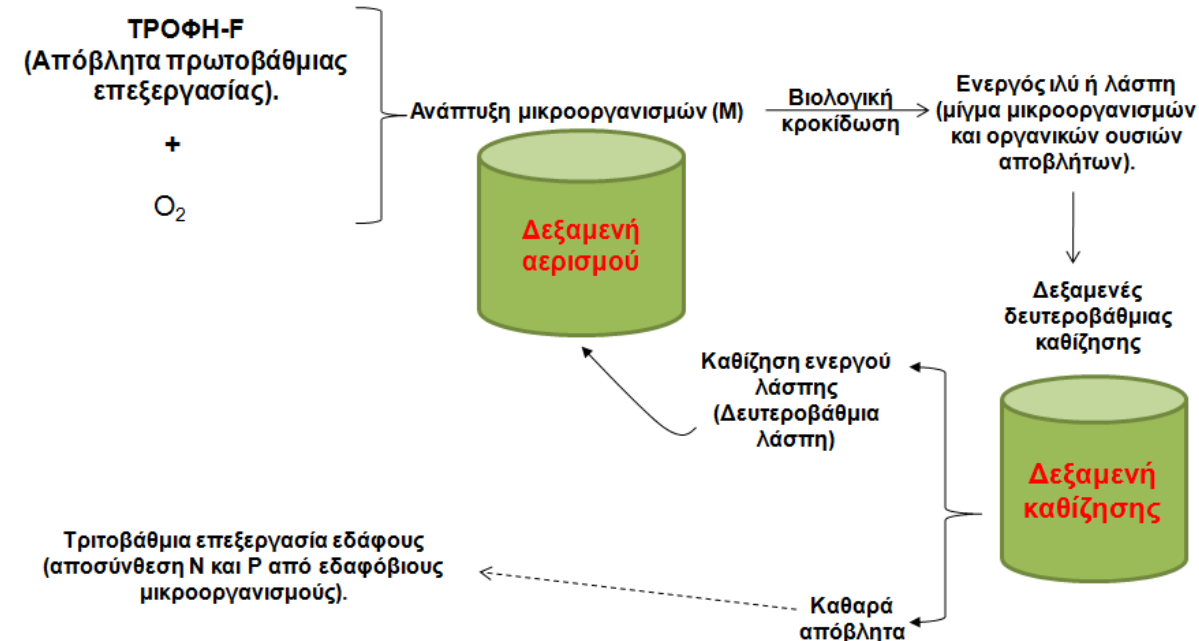 ΤΡΟΦΗ-F
(Απόβλητα πρωτοβάθμιας
επεξεργασίας).
+
O2
Ανάπτυξη μικροοργανισμών (Μ)
Βιολογική
κροκίδωση
Ενεργός ιλύ ή λάσπη
(μίγμα μικροοργανισμών
και οργανικών ουσιών
αποβλήτων).
Δεξαμενή
αερισμού
Δεξαμενές
δευτεροβάθμιας
καθίζησης
Καθίζηση ενεργού
λάσπης
(Δευτεροβάθμια
λάσπη)
Δεξαμενή
καθίζησης
Τριτοβάθμια επεξεργασία εδάφους
(αποσύνθεση Ν και Ρ από εδαφόβιους
μικροοργανισμούς).
Καθαρά
απόβλητα